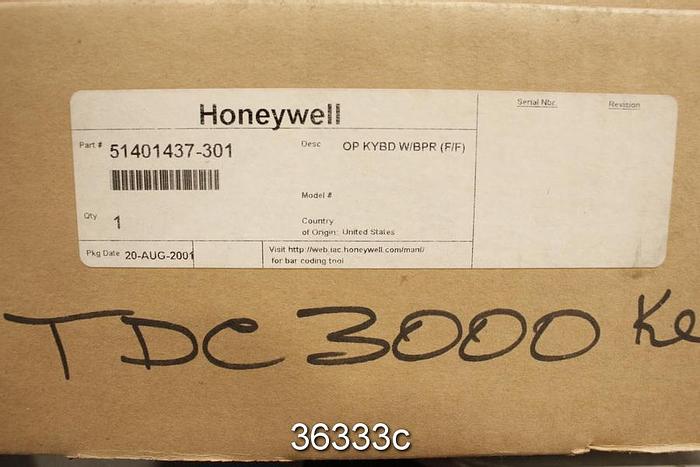 Honeywell
Serial Nbr.
Revision
Part # 51401437-301
Desc OP KYBD W/BPR (F/F)
Model #
Qty 1
Country
of Origin: United States
Pkg Date 20-AUG-2001
Visit http://web.iac.honeywell.com/manl/
for bar coding tool
TDC 3000 Ke
36333c